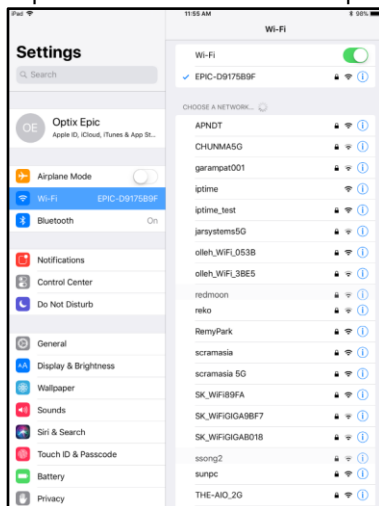 iPad
11:55 AM
98%
Settings
Wi-Fi
Search
Wi-Fi
EPIC-D9175B9F
CHOOSE A NETWORK...
OE
Optix Epic
Apple ID, iCloud, iTunes & App St...
APNDT
CHUNMA5G
garampat001
Airplane Mode
iptime
Wi-Fi EPIC-D9175B9F
iptime_test
Bluetooth On
jarsystems5G
olleh_WiFi_053B
Notifications
olleh_WiFi_3BE5
Control Center
Do Not Disturb
redmoon
reko
General
RemyPark
Display & Brightness
scramasia
Wallpaper
scramasia 5G
Sounds
SK_WiFi89FA
Siri & Search
SK_WiFiGIGA9BF7
Touch ID & Passcode
SK_WiFiGIGAB018
Battery
ssong2
sunpc
Privacy
THE-AIO_2G